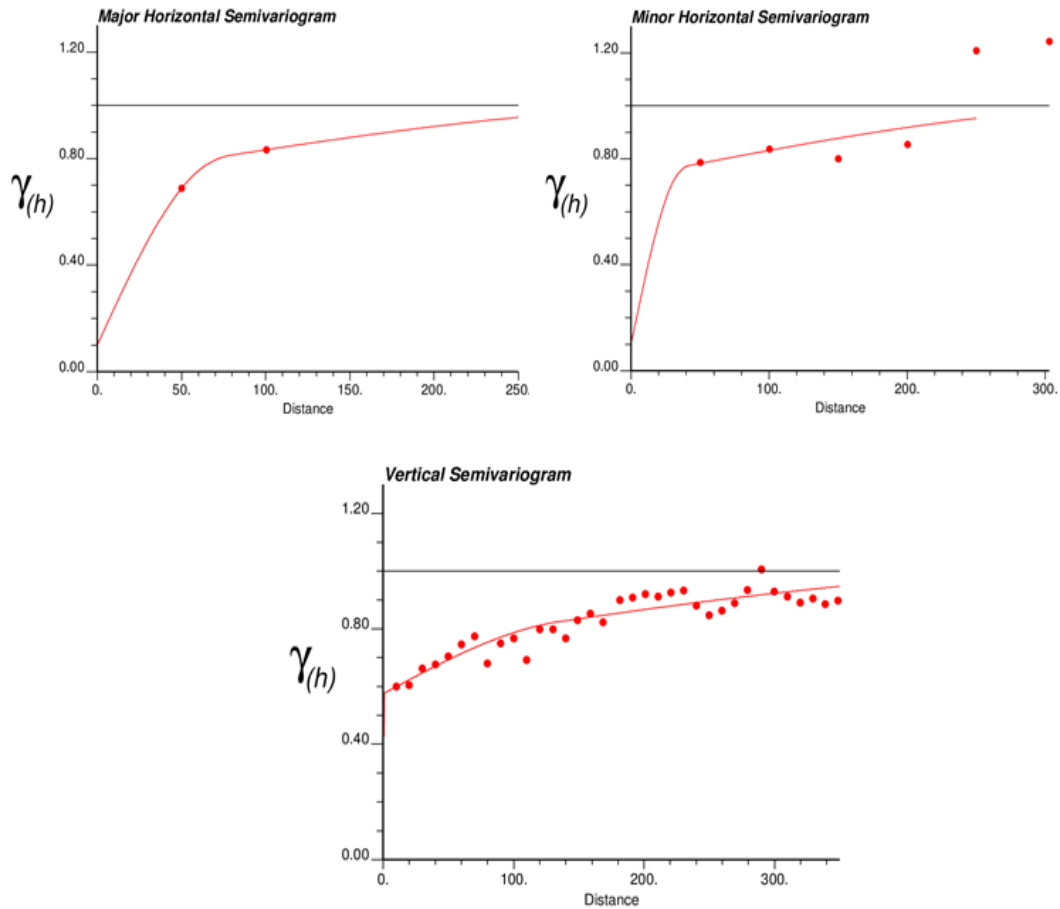 Major Horizontal Semivariogram
1.20
0.80
0.40
0.00
γ(h)
0. 50. 100. 150. 200. 250.
Distance
Minor Horizontal Semivariogram
1.20
0.80
0.40
0.00
γ(h)
0. 100. 200. 300.
Distance
Vertical Semivariogram
1.20
0.80
0.40
0.00
γ(h)
0. 100. 200. 300.
Distance